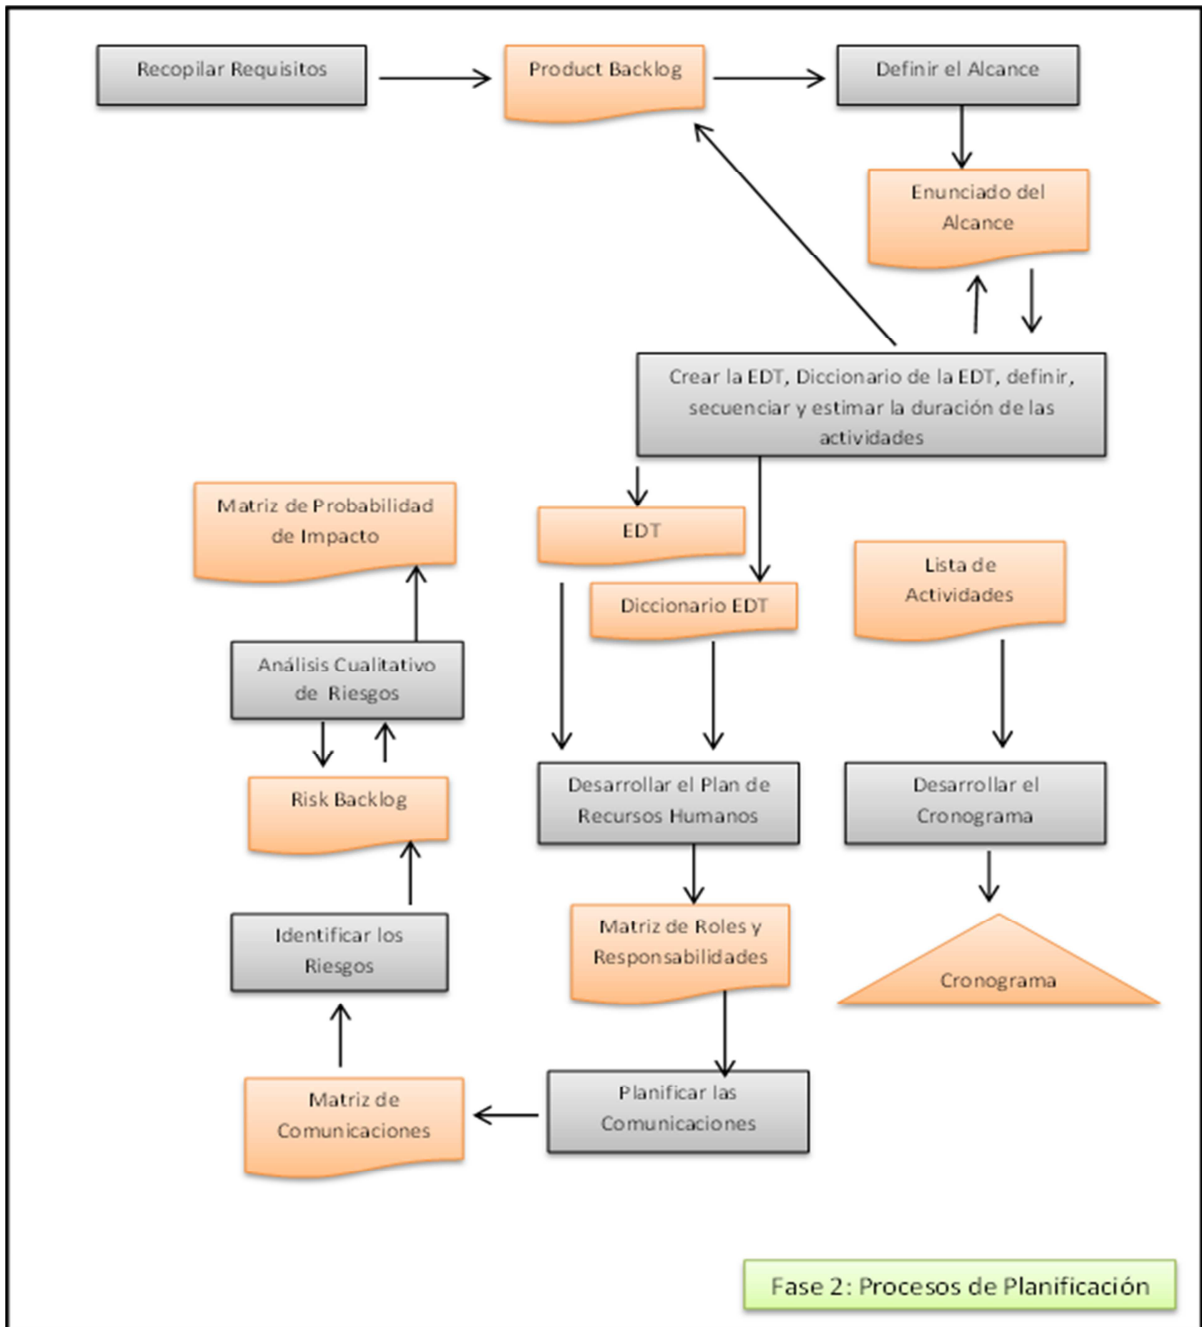 Recopilar Requisitos
Product Backlog
Definir el Alcance
Enunciado del
Alcance
Crear la EDT, Diccionario de la EDT, definir,
secuenciar y estimar la duración de las
actividades
Matriz de Probabilidad
de Impacto
EDT
Lista de
Actividades
Diccionario EDT
Análisis Cualitativo
de Riesgos
Risk Backlog
Desarrollar el Plan de
Recursos Humanos
Desarrollar el
Cronograma
Identificar los
Riesgos
Matriz de Roles y
Responsabilidades
Cronograma
Matriz de
Comunicaciones
Planificar las
Comunicaciones
Fase 2: Procesos de Planificación